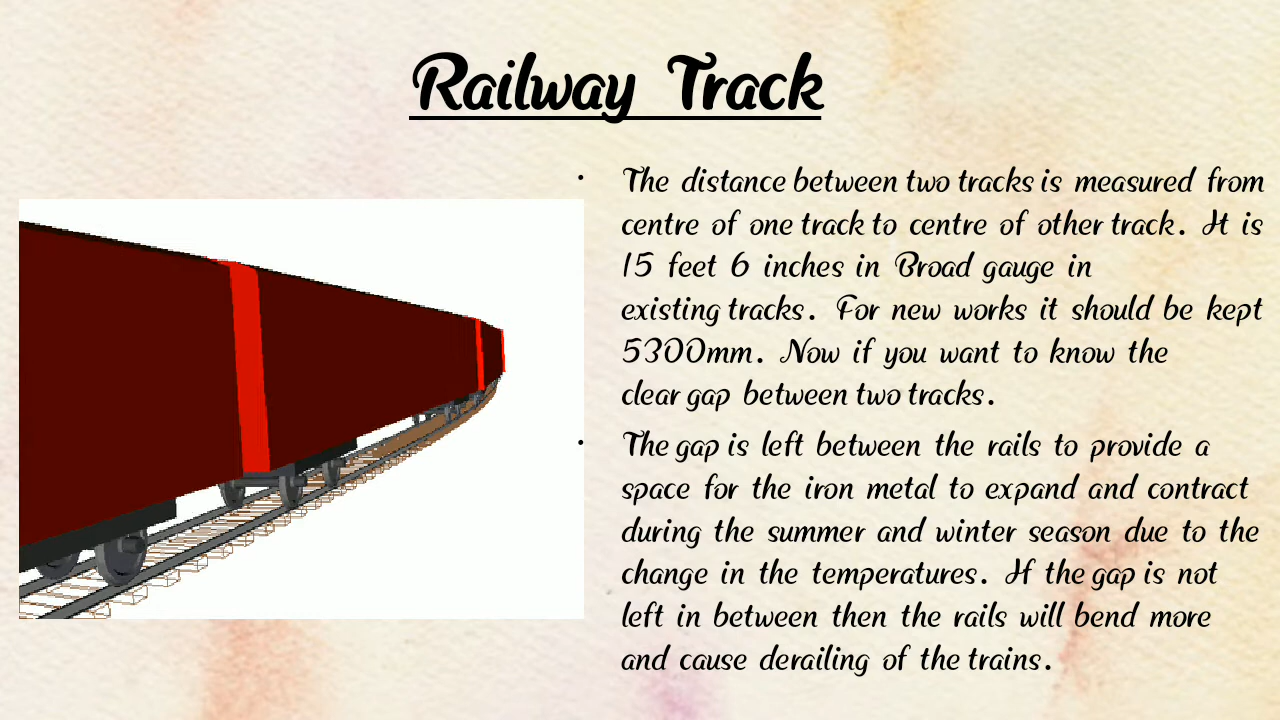 Railway Track
• The distance between two tracks is measured from
centre of one track to centre of other track. It is
15 feet 6 inches in Broad gauge in
existing tracks. For new works it should be kept
5300mm. Now if you want to know the
clear gap between two tracks.
• The gap is left between the rails to provide a
space for the iron metal to expand and contract
during the summer and winter season due to the
change in the temperatures. If the gap is not
left in between then the rails will bend more
and cause derailing of the trains.